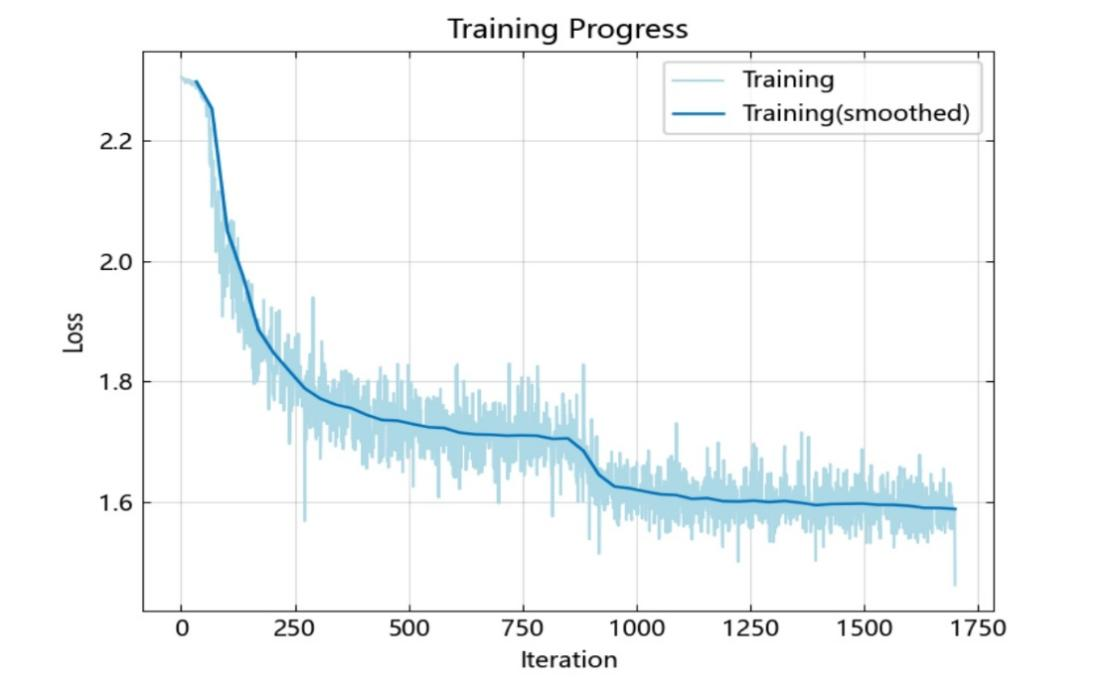 Training Progress
Training
Training(smoothed)
2.2
2.0
1.8
1.6
Loss
0 250 500 750 1000 1250 1500 1750
Iteration